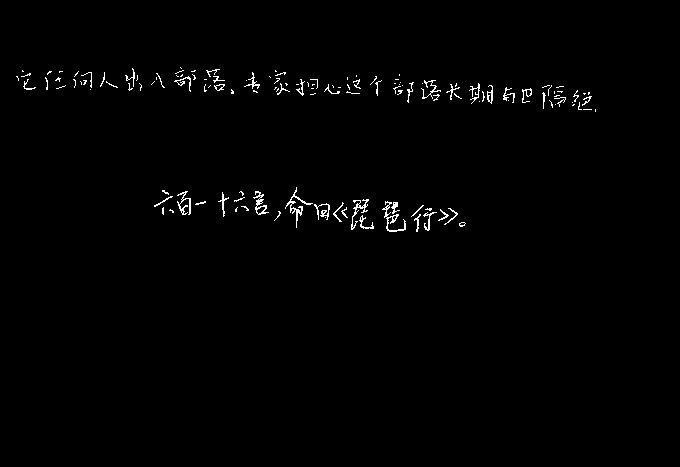 它任何人出入部落,专家担心这个部落长期与巴隔绝.
六百一十六言,命曰《琵琶行》。